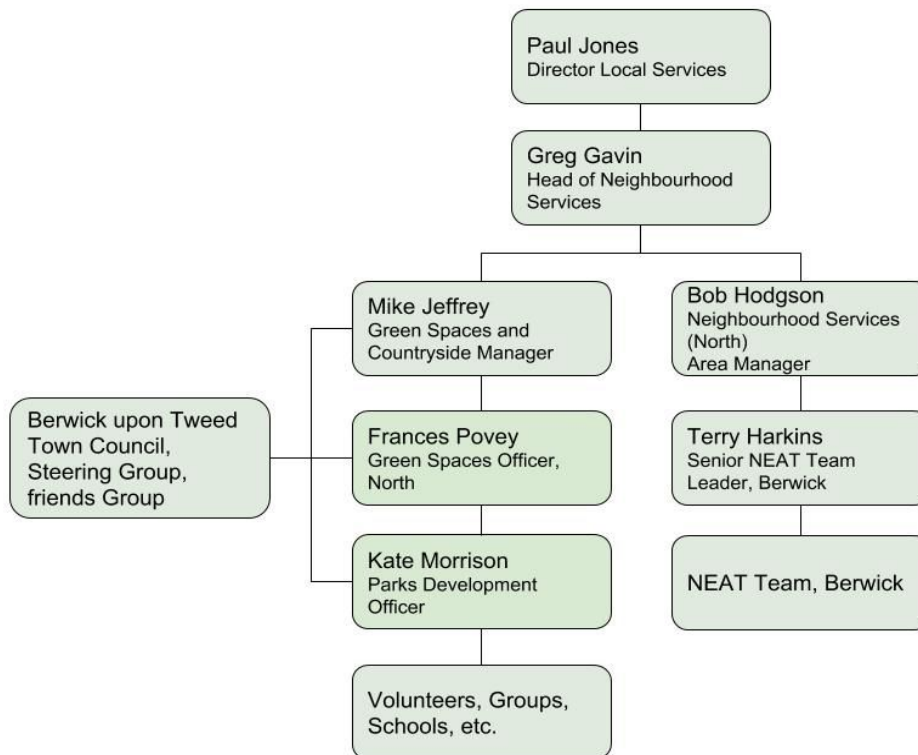 Paul Jones
Director Local Services
Greg Gavin
Head of Neighbourhood
Services
Mike Jeffrey
Green Spaces and
Countryside Manager
Bob Hodgson
Neighbourhood Services
(North)
Area Manager
Berwick upon Tweed
Town Council,
Steering Group,
friends Group
Frances Povey
Green Spaces Officer,
North
Terry Harkins
Senior NEAT Team
Leader, Berwick
Kate Morrison
Parks Development
Officer
NEAT Team, Berwick
Volunteers, Groups,
Schools, etc.